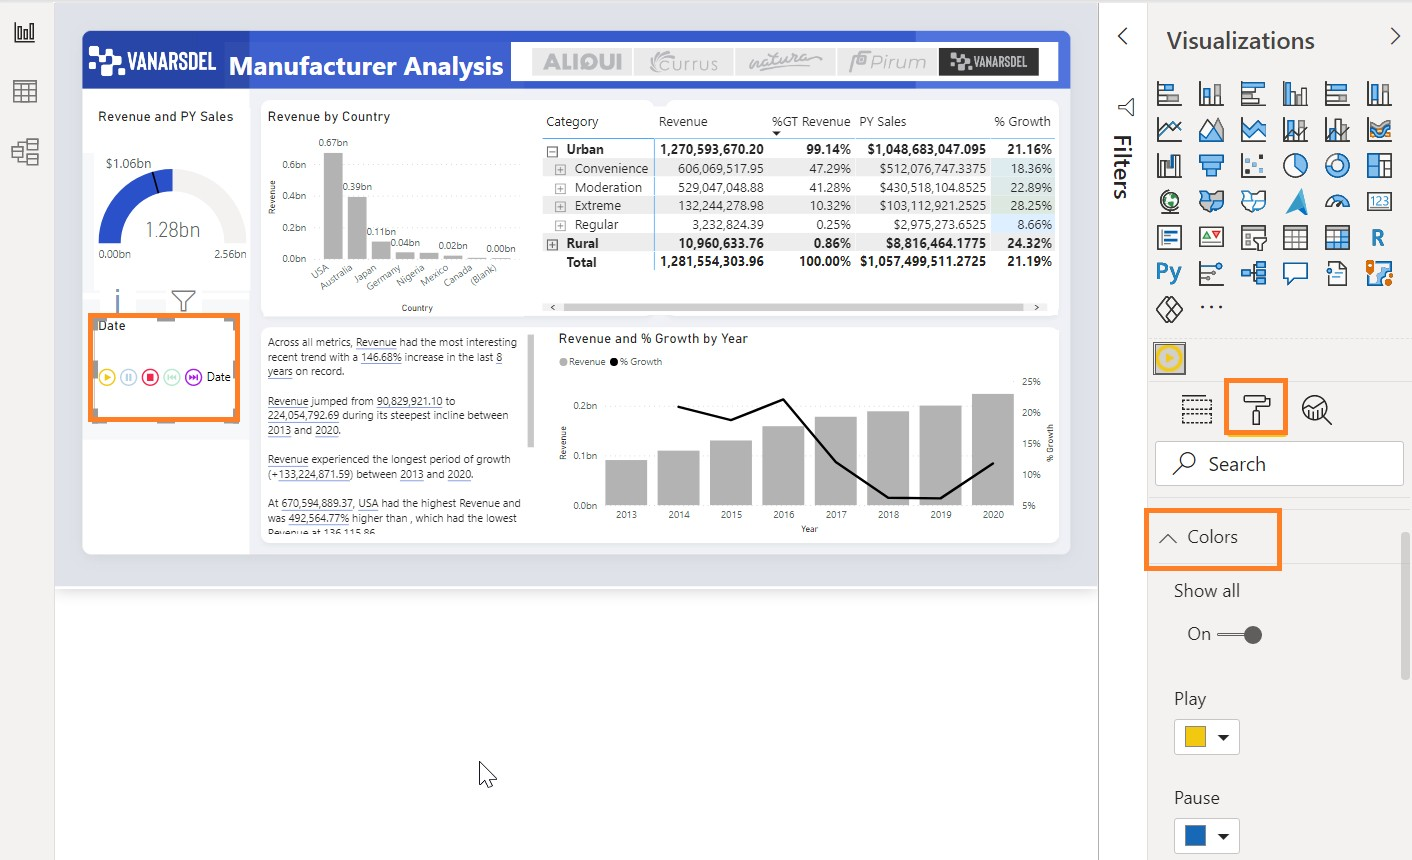 VANARSDEL
Manufacturer Analysis
ALIQUI
Currus
natura
Pirum
VANARSDEL
Revenue and PY Sales
$1.06bn
1.28bn
0.00bn
2.56bn
Date
Date
Revenue by Country
0.67bn
0.39bn
0.11bn
0.04bn
0.02bn
0.00bn
0.6bn
0.4bn
0.2bn
0.0bn
Revenue
USA
Australia
Japan
Germany
Nigeria
Mexico
Canada
(Blank)
Country
Category Revenue %GT Revenue PY Sales % Growth
Urban 1,270,593,670.20 99.14% $1,048,683,047.095 21.16%
Convenience 606,069,517.95 47.29% $512,076,747.3375 18.36%
Moderation 529,047,048.88 41.28% $430,518,104.8525 22.89%
Extreme 132,244,278.98 10.32% $103,112,921.2525 28.25%
Regular 3,232,824.39 0.25% $2,975,273.6525 8.66%
Rural 10,960,633.76 0.86% $8,816,464.1775 24.32%
Total 1,281,554,303.96 100.00% $1,057,499,511.2725 21.19%
Across all metrics, Revenue had the most interesting
recent trend with a 146.68% increase in the last 8
years on record.
Revenue jumped from 90,829,921.10 to
224,054,792.69 during its steepest incline between
2013 and 2020.
Revenue experienced the longest period of growth
(+133,224,871.59) between 2013 and 2020.
At 670,594,889.37, USA had the highest Revenue and
was 492,564.77% higher than , which had the lowest
Revenue at 136,115.86.
Revenue and % Growth by Year
Revenue % Growth
0.2bn
0.1bn
0.0bn
Revenue
25%
20%
15%
10%
5%
% Growth
2013 2014 2015 2016 2017 2018 2019 2020
Year
Filters
Visualizations
123
R
Py
Search
Colors
Show all
On
Play
Pause